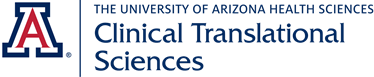 A®
THE UNIVERSITY OF ARIZONA HEALTH SCIENCES
Clinical Translational
Sciences